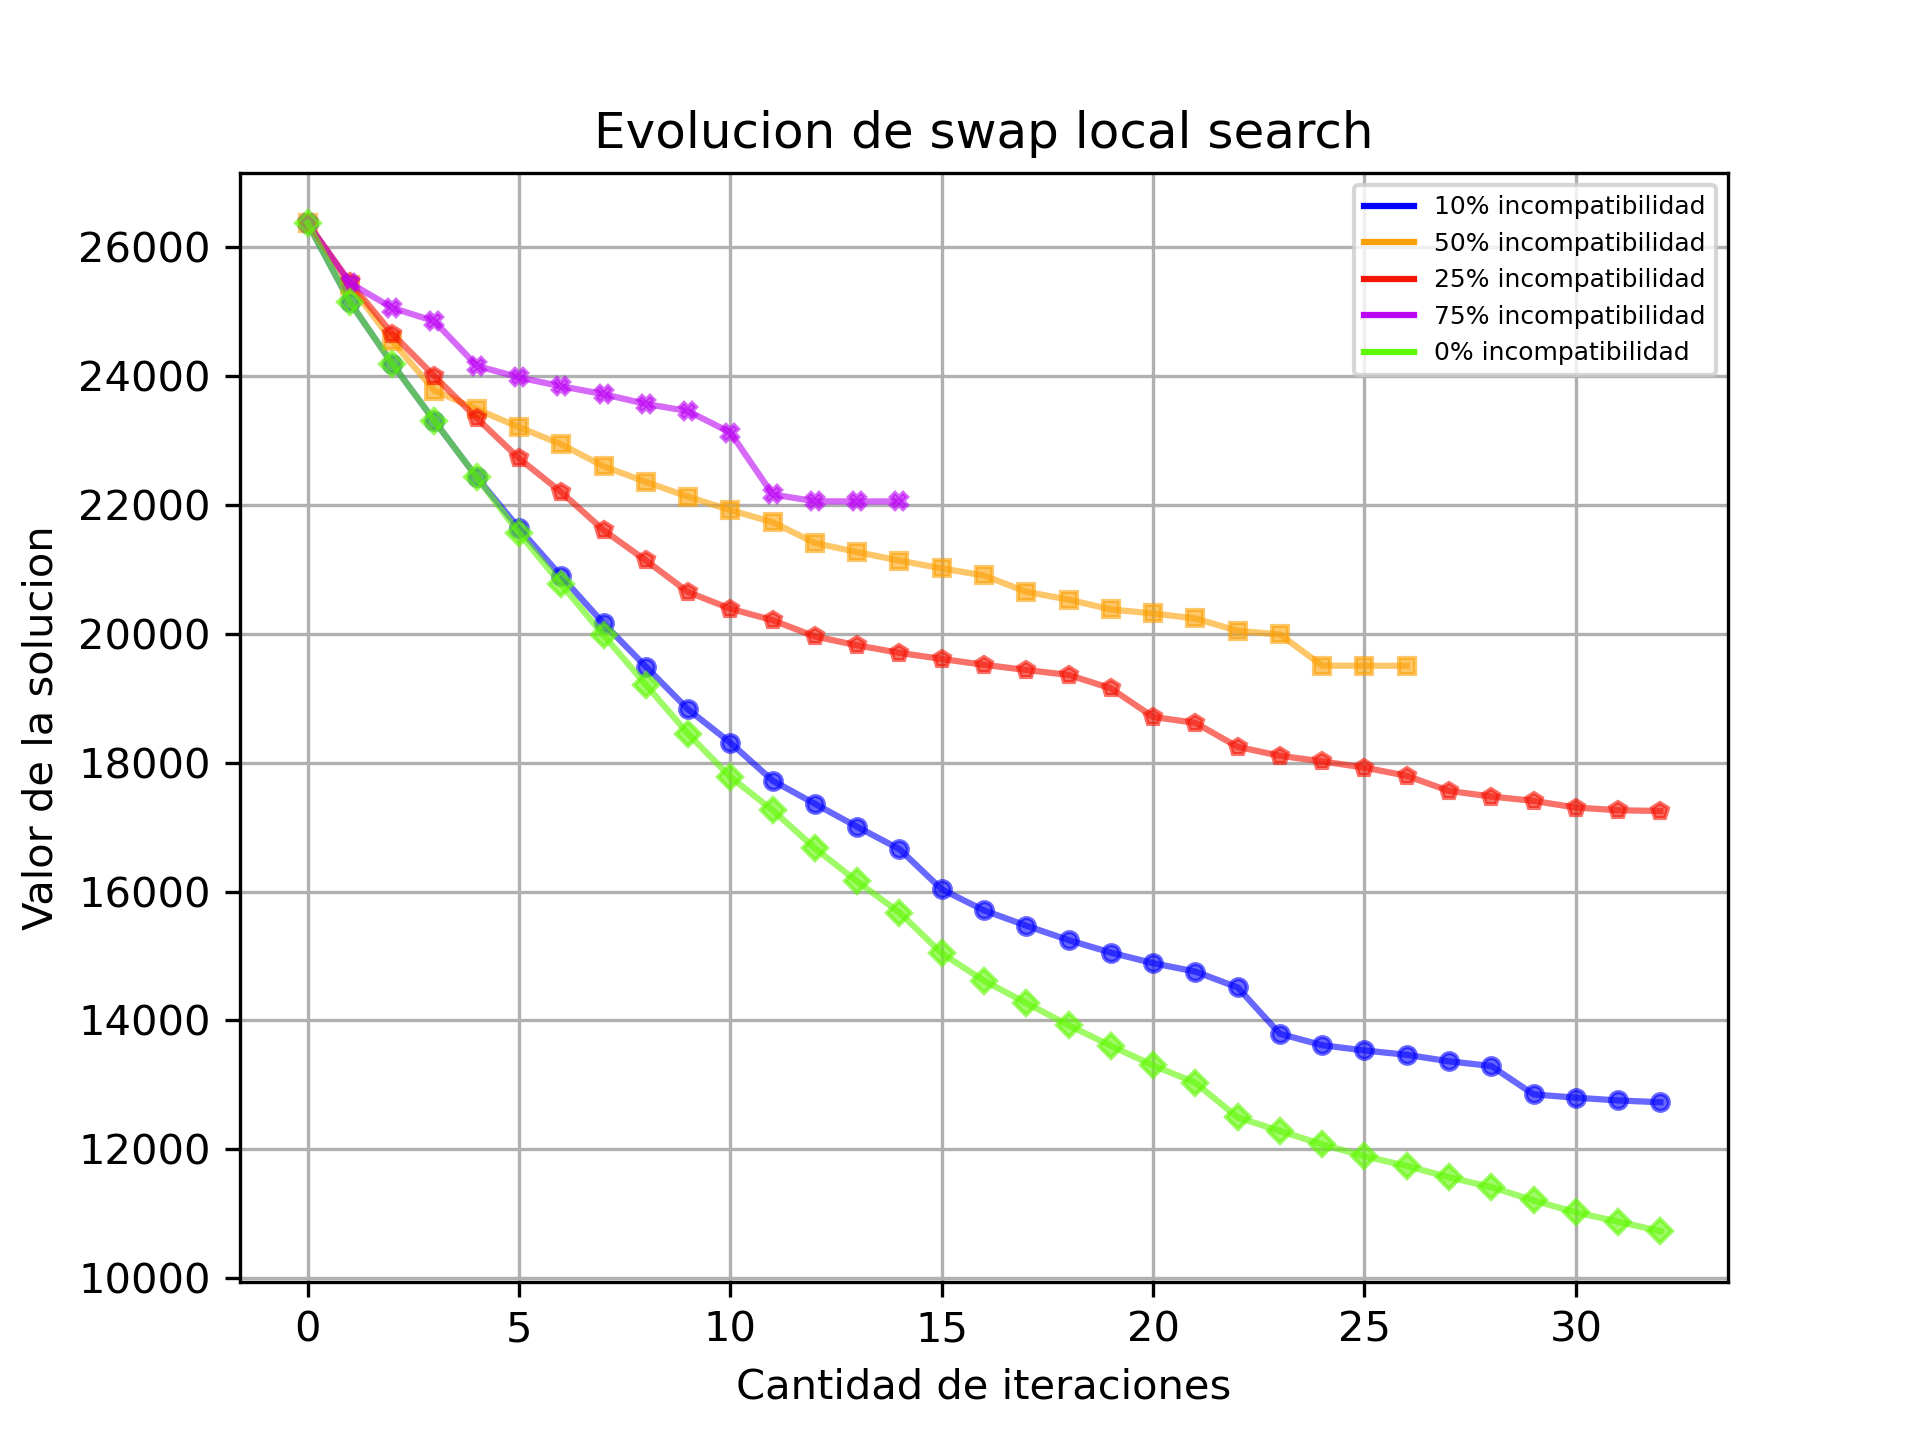 Evolucion de swap local search
10% incompatibilidad
50% incompatibilidad
25% incompatibilidad
75% incompatibilidad
0% incompatibilidad
Valor de la solucion
26000
24000
22000
20000
18000
16000
14000
12000
10000
0 5 10 15 20 25 30
Cantidad de iteraciones